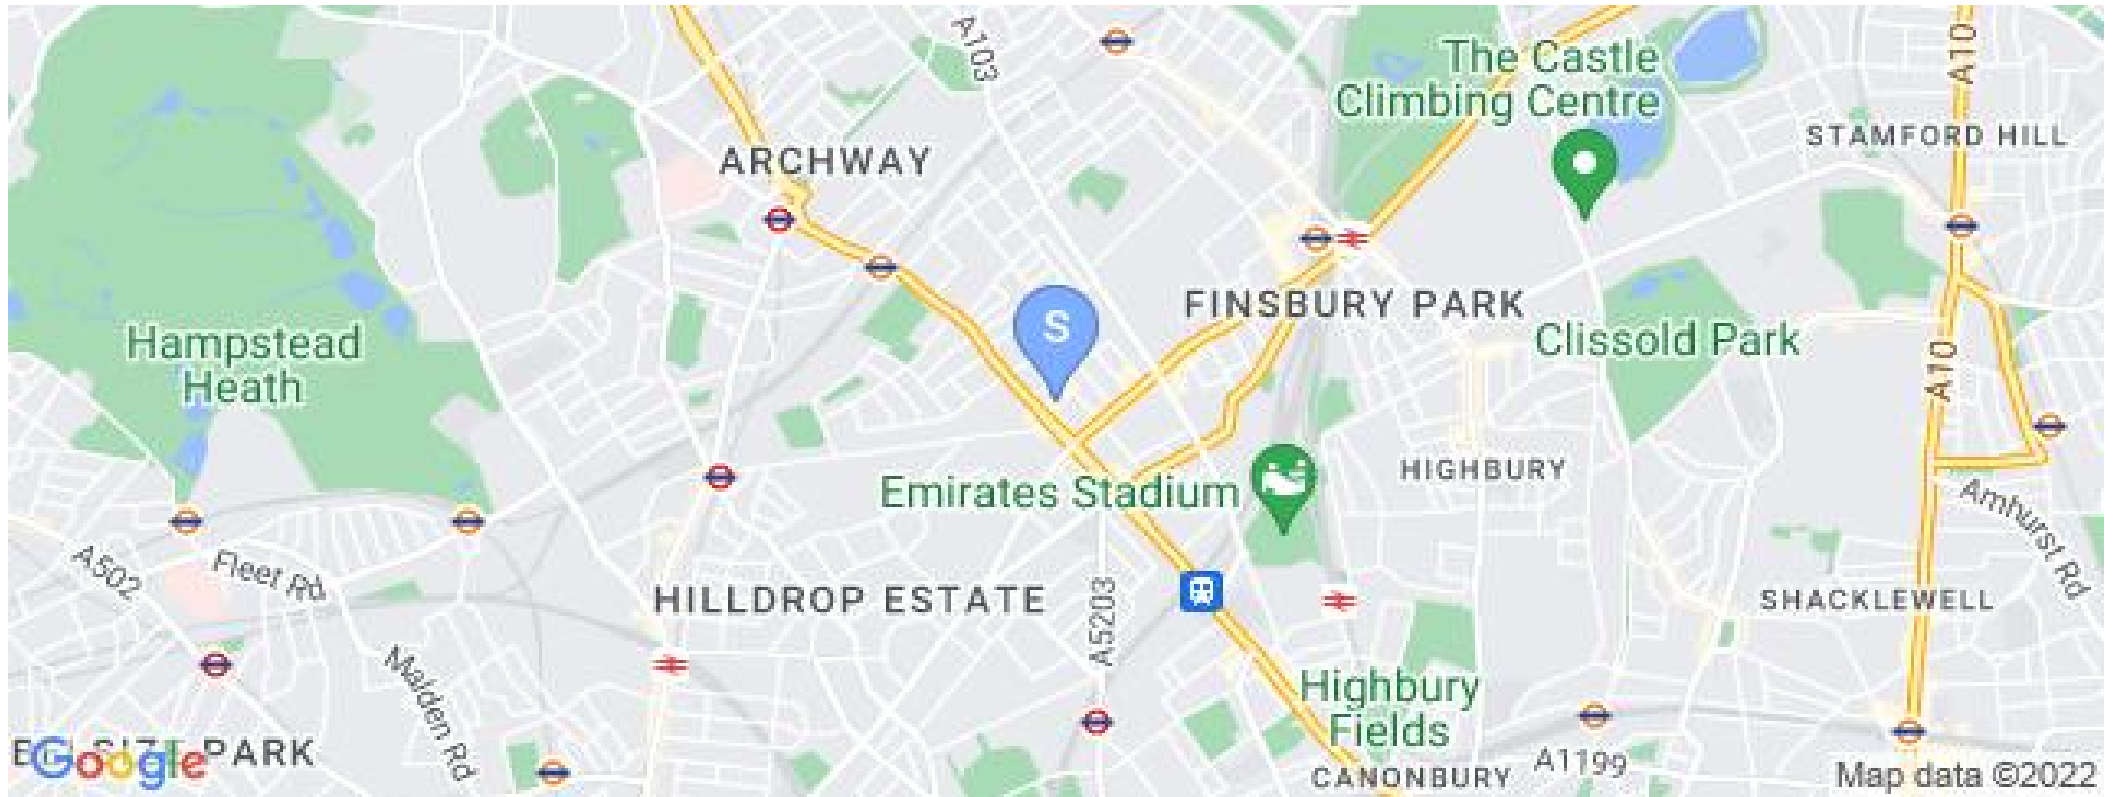 A103
A10
The Castle
Climbing Centre
STAMFORD HILL
ARCHWAY
S
FINSBURY PARK
Hampstead
Heath
Clissold Park
A10
HIGHBURY
Emirates Stadium
Amhurst Rd
A502
Fleet Rd
HILLDROP ESTATE
A5203
SHACKLEWELL
Malden Rd
Highbury
Fields
PARK
Google
CANONBURY
A1199
Map data ©2022